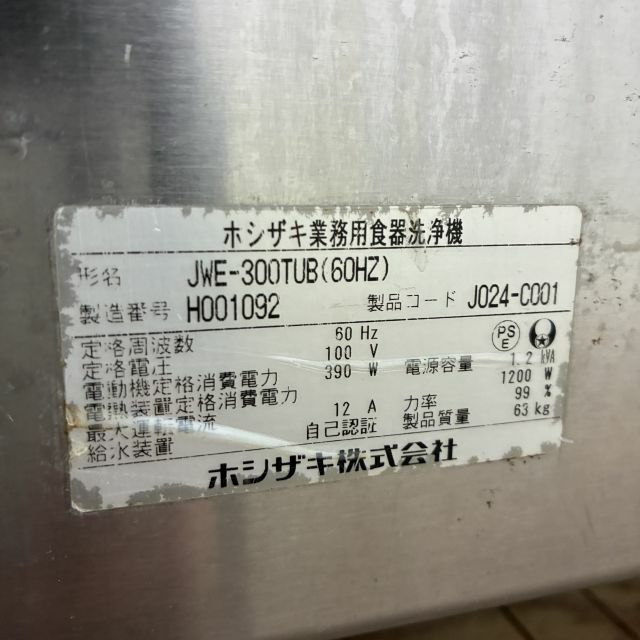 ホシザキ業務用食器洗浄機
形名 JWE-300TUB(60HZ)
製造番号 H001092 製品コード J024-C001
定格周波数 60 Hz PSE
定格電圧 100 V 電源容量 1.2 kVA
電動機定格消費電力 390 W 1200 W
電熱装置定格消費電力 力率 99 %
最大運転電流 12 A 製品質量 63 kg
給水装置 自己認証
ホシザキ株式会社